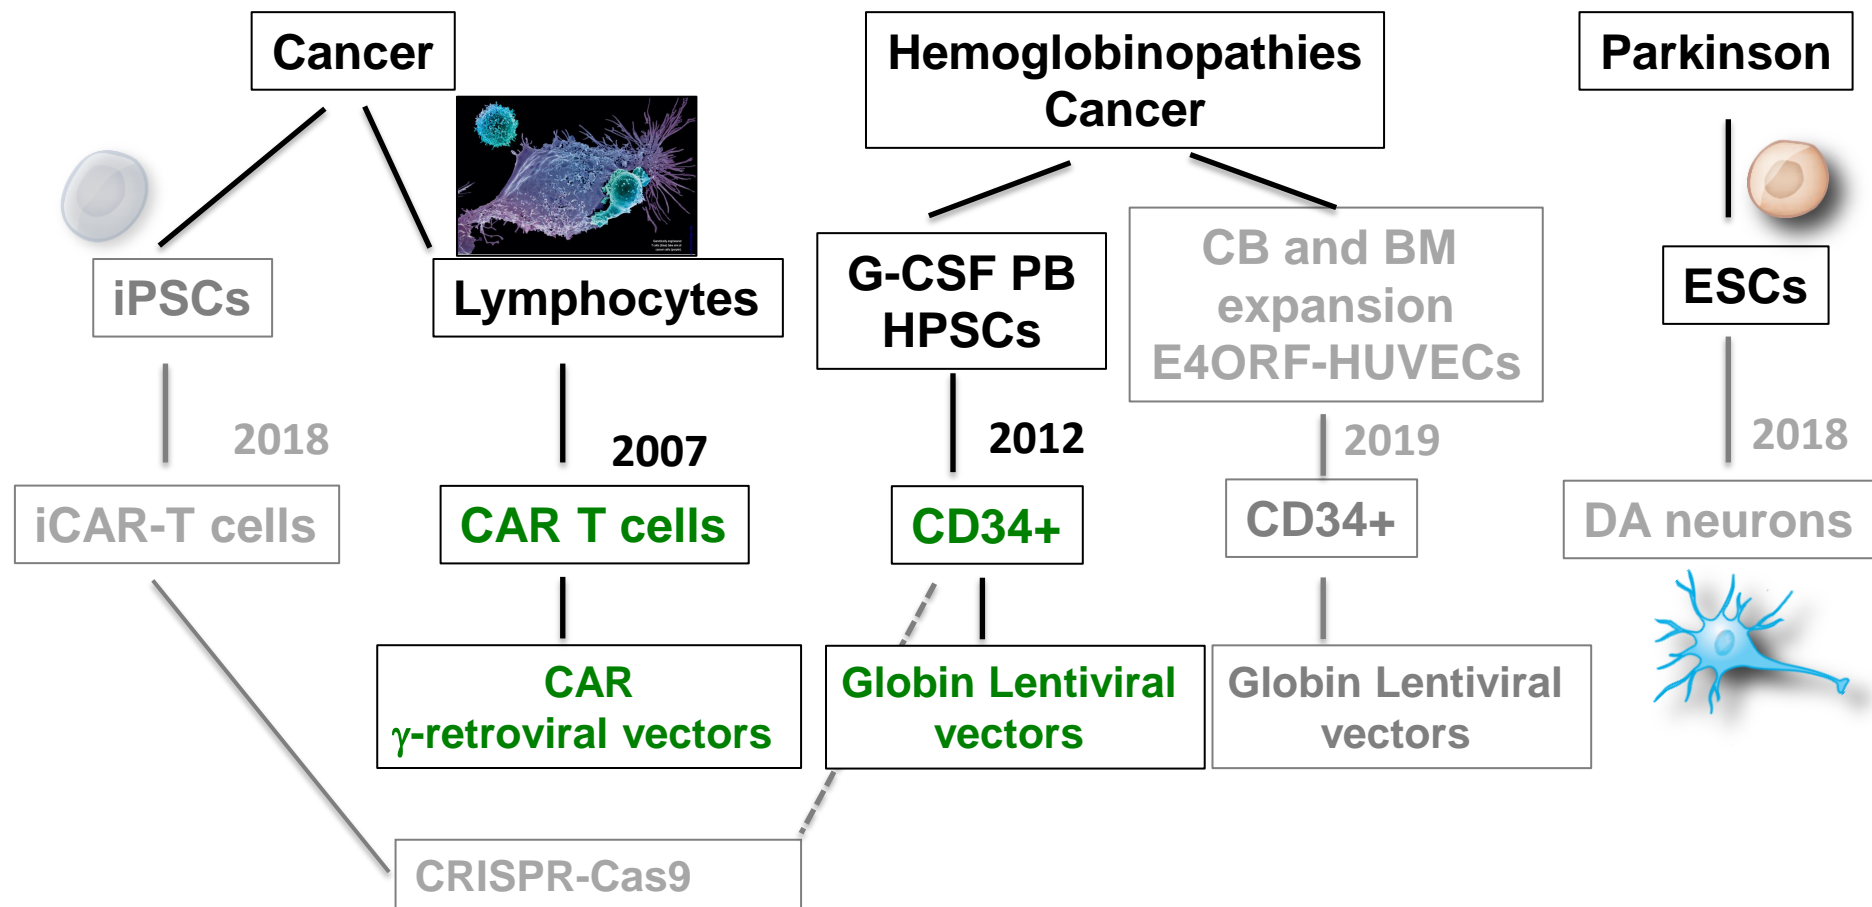 Cancer
Hemoglobinopathies
Cancer
Parkinson
iPSCs
Lymphocytes
G-CSF PB
HPSCs
CB and BM
expansion
E4ORF-HUVECs
ESCs
2018
2007
2012
2019
2018
iCAR-T cells
CAR T cells
CD34+
CD34+
DA neurons
CAR
γ-retroviral vectors
Globin Lentiviral
vectors
Globin Lentiviral
vectors
CRISPR-Cas9